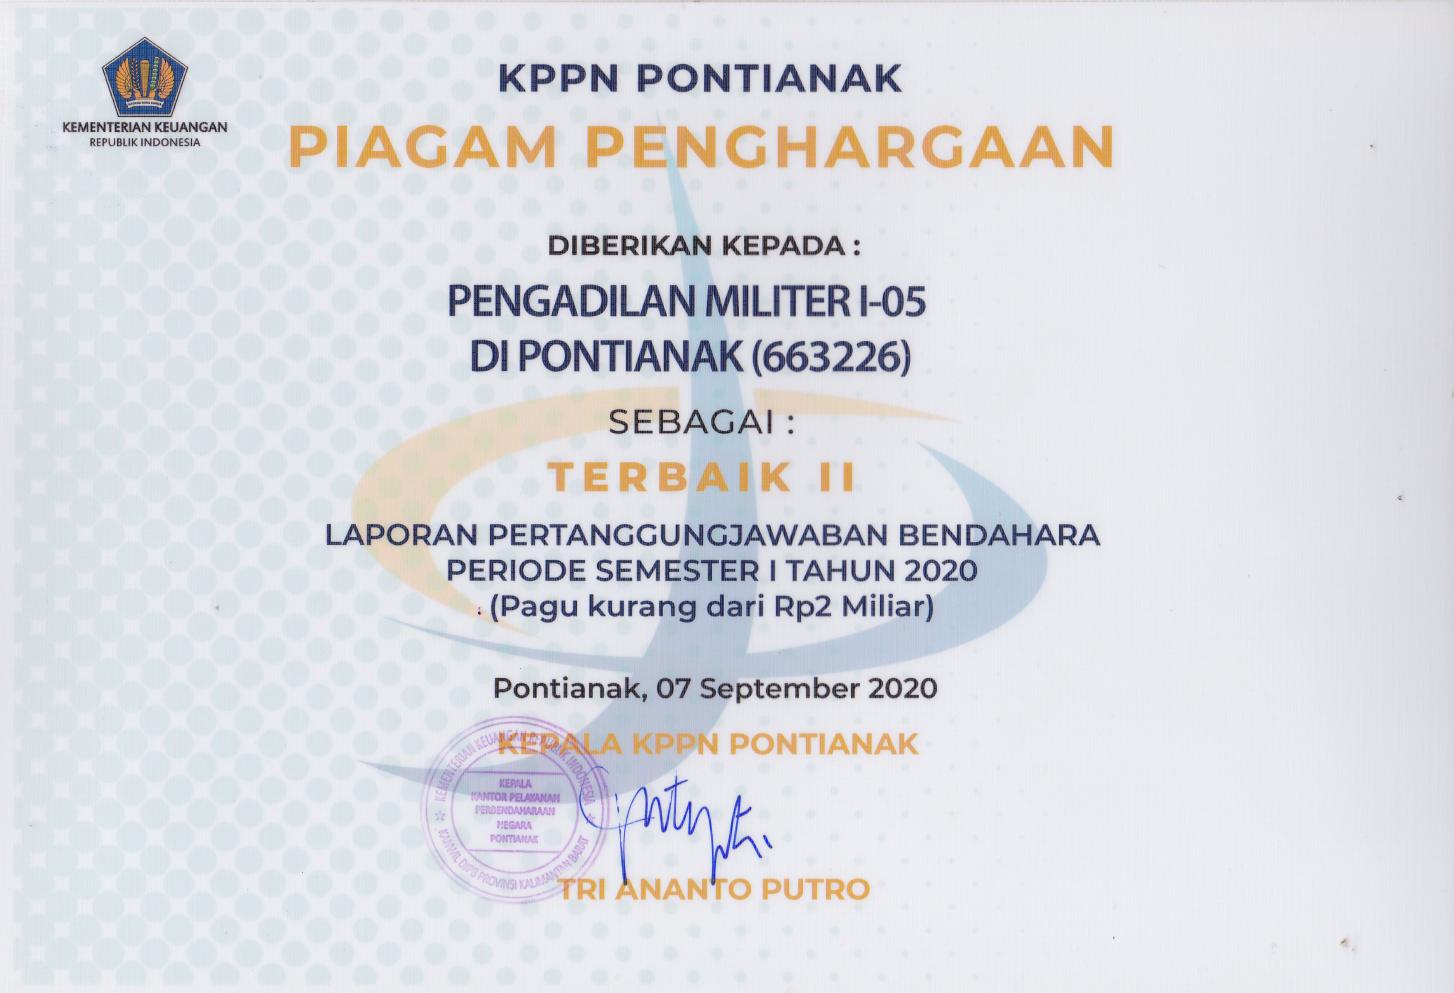 KEMENTERIAN KEUANGAN
REPUBLIK INDONESIA
KPPN PONTIANAK
PIAGAM PENGHARGAAN
DIBERIKAN KEPADA :
PENGADILAN MILITER I-05
DI PONTIANAK (663226)
SEBAGAI :
TERBAIK II
LAPORAN PERTANGGUNGJAWABAN BENDAHARA
PERIODE SEMESTER I TAHUN 2020
(Pagu kurang dari Rp2 Miliar)
Pontianak, 07 September 2020
KEPALA KPPN PONTIANAK
KEMENTERIAN KEUANGAN REPUBLIK INDONESIA
KEPALA
KANTOR PELAYANAN
PERBENDAHARAAN
NEGARA
PONTIANAK
KANWIL DJPB PROVINSI KALIMANTAN BARAT
TRI ANANTO PUTRO